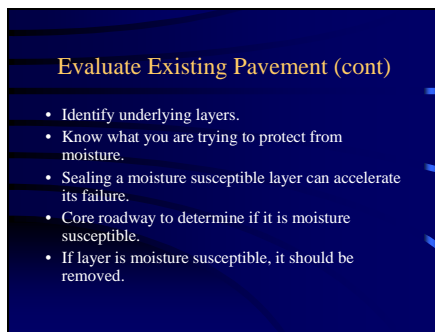 Evaluate Existing Pavement (cont)
• Identify underlying layers.
• Know what you are trying to protect from
moisture.
• Sealing a moisture susceptible layer can accelerate
its failure.
• Core roadway to determine if it is moisture
susceptible.
• If layer is moisture susceptible, it should be
removed.